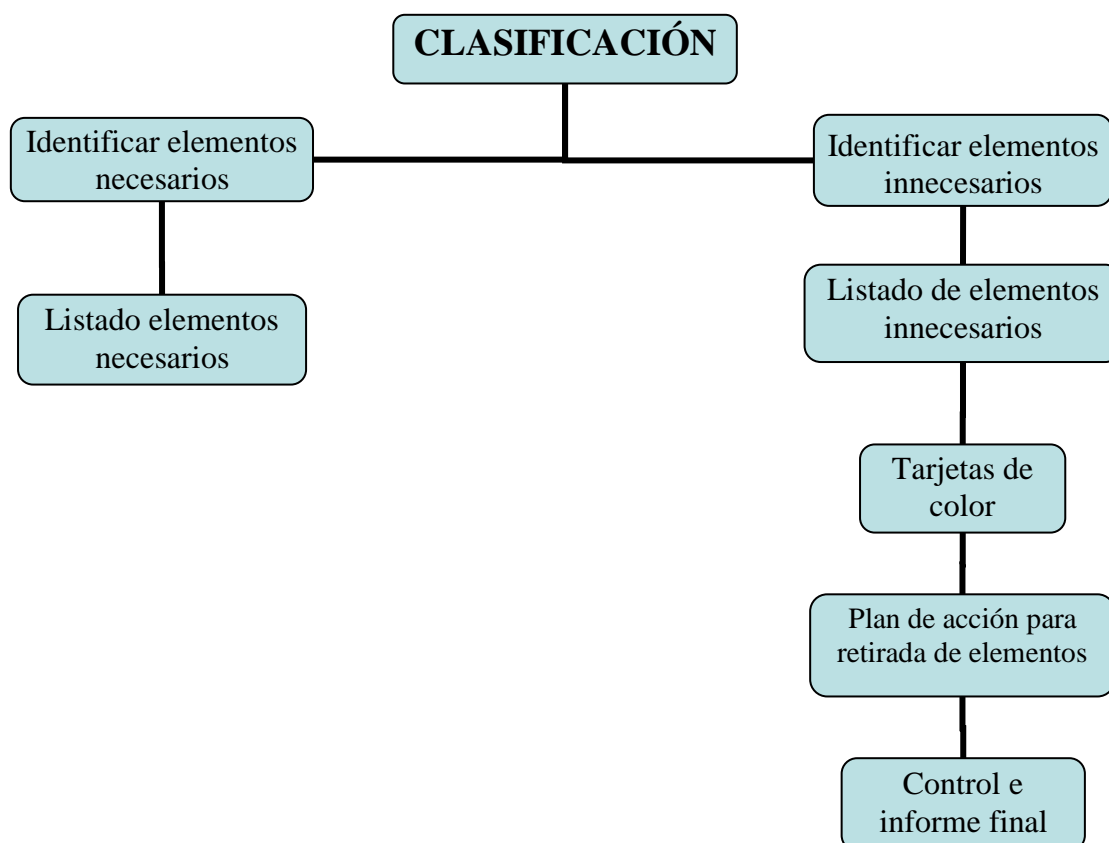 CLASIFICACIÓN
Identificar elementos
necesarios
Listado elementos
necesarios
Identificar elementos
innecesarios
Listado de elementos
innecesarios
Tarjetas de
color
Plan de acción para
retirada de elementos
Control e
informe final